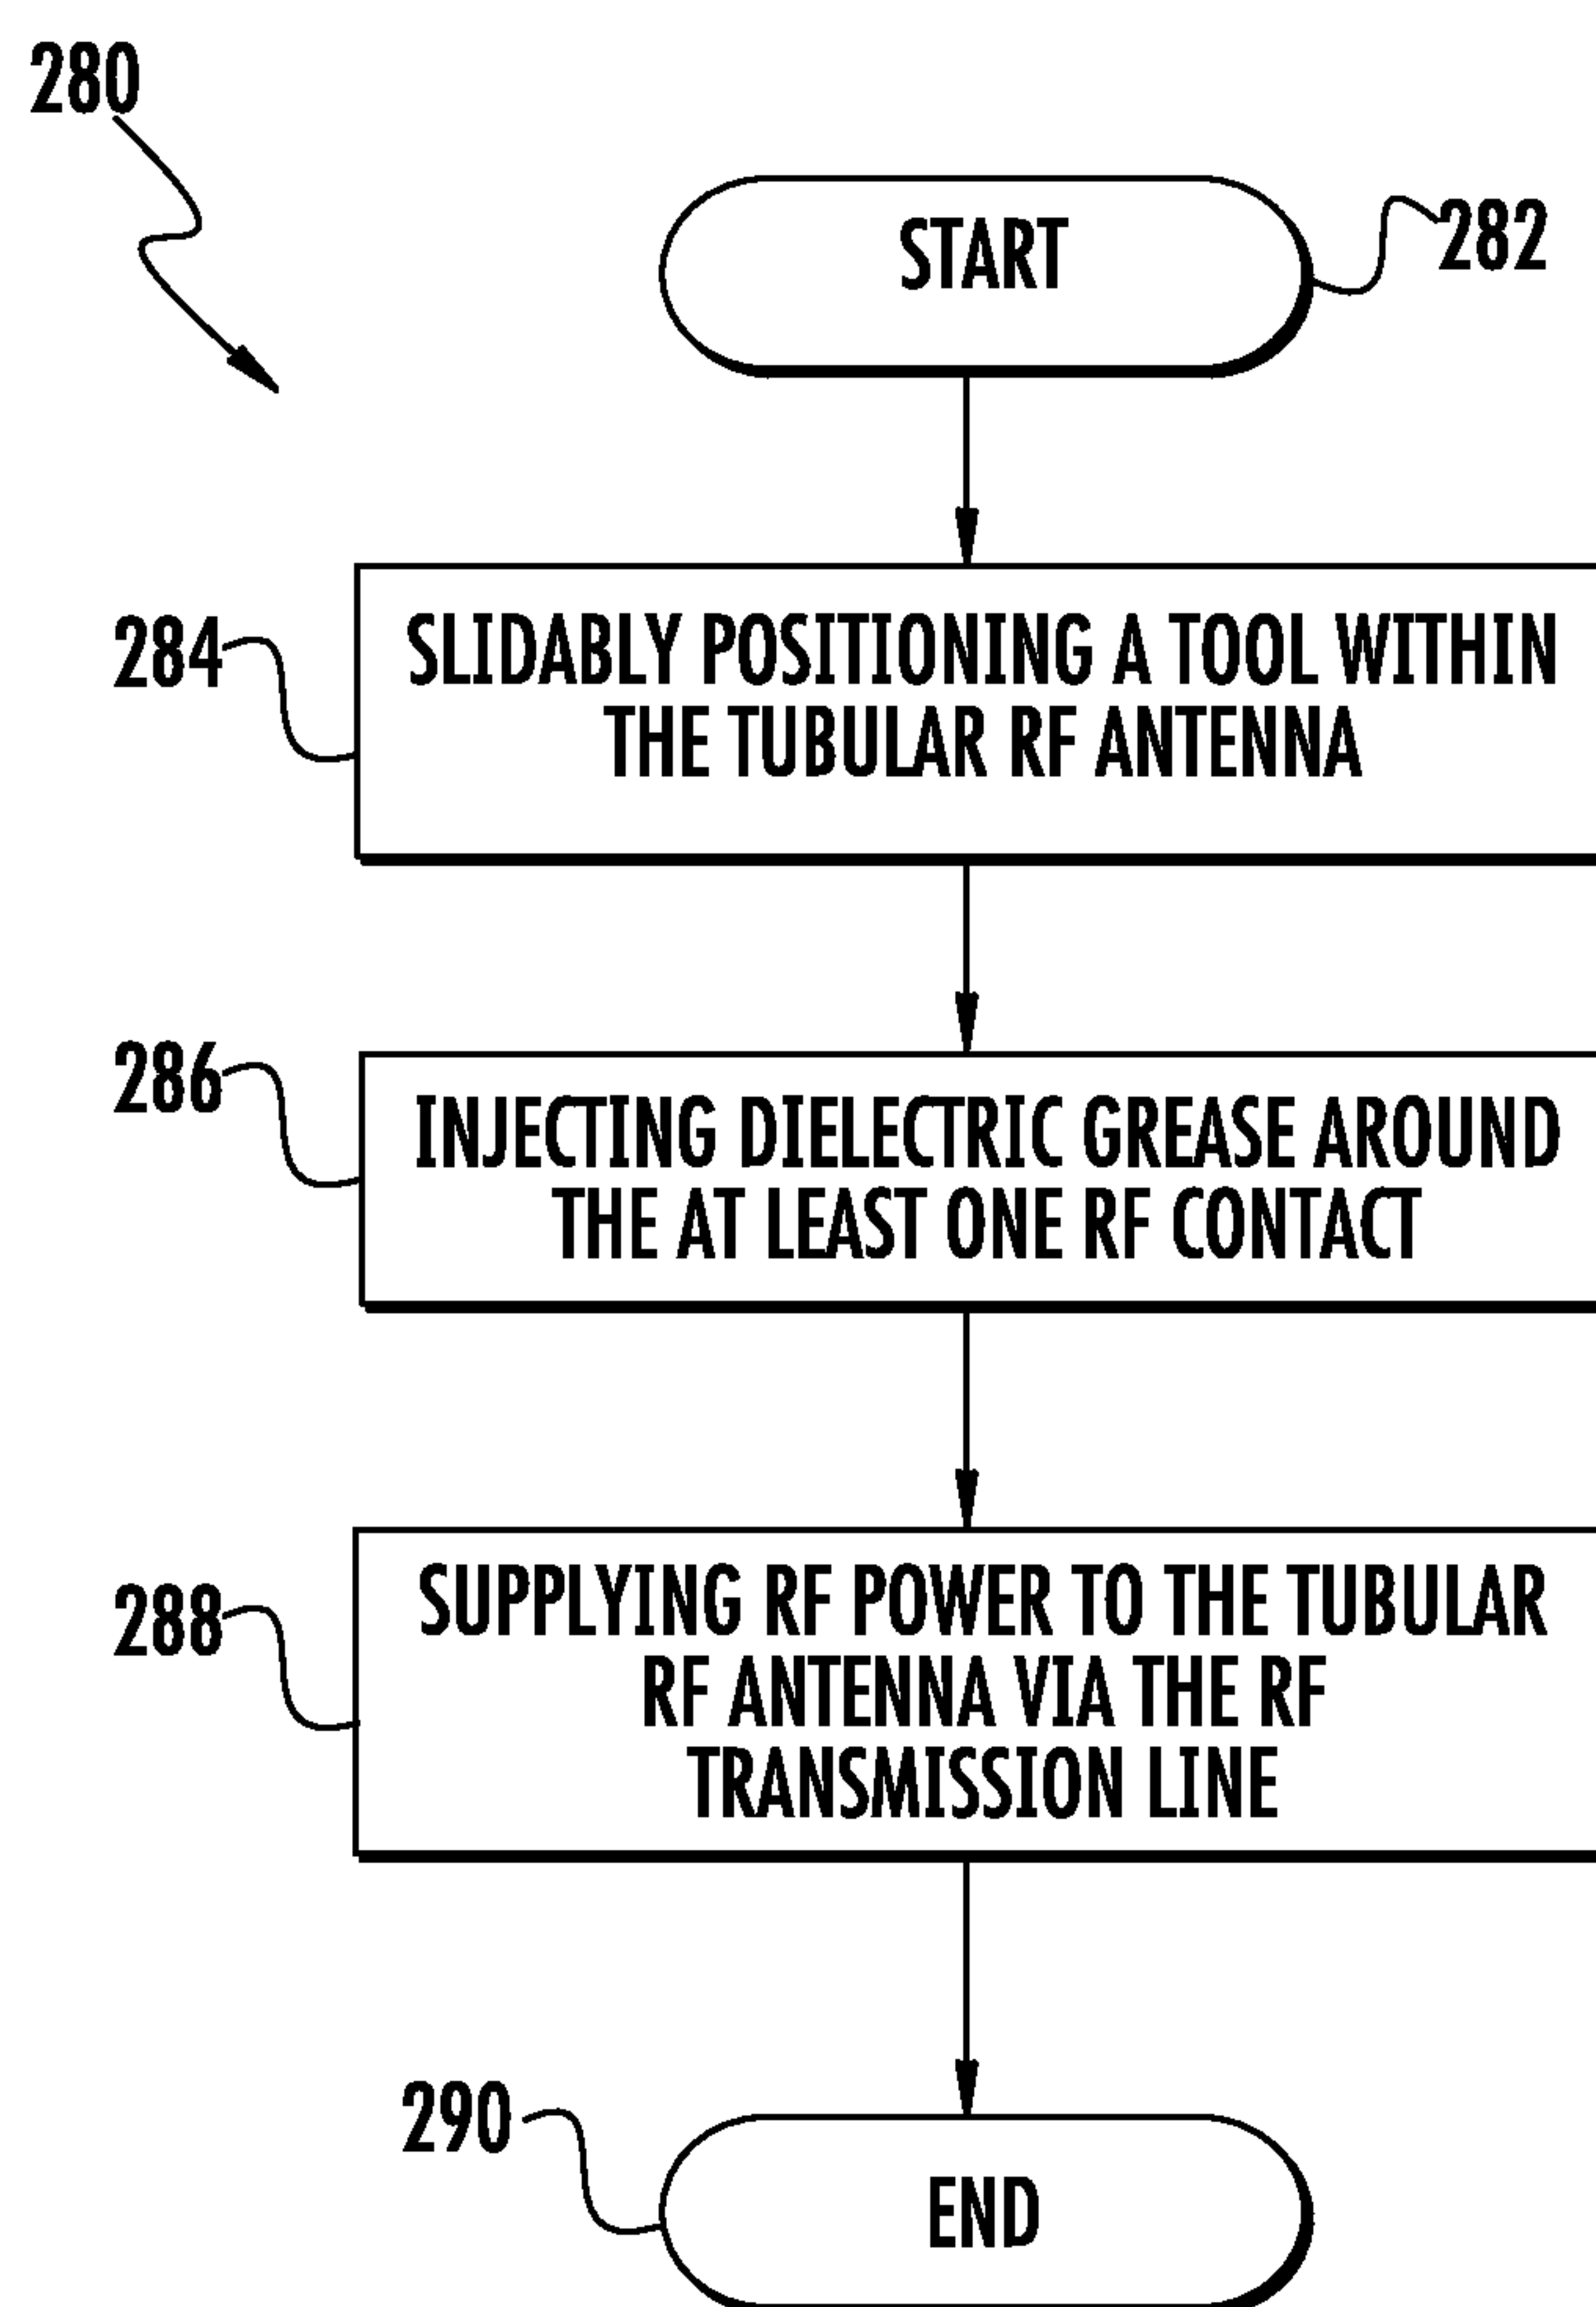 280
START
282
284
SLIDABLY POSITIONING A TOOL WITHIN
THE TUBULAR RF ANTENNA
286
INJECTING DIELECTRIC GREASE AROUND
THE AT LEAST ONE RF CONTACT
288
SUPPLYING RF POWER TO THE TUBULAR
RF ANTENNA VIA THE RF
TRANSMISSION LINE
290
END